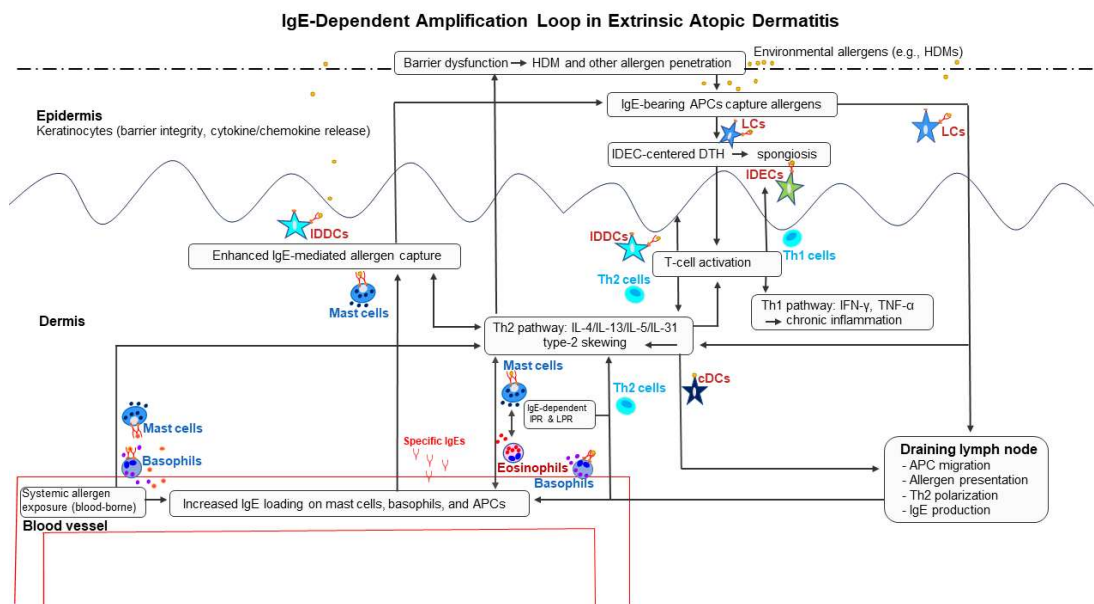 IgE-Dependent Amplification Loop in Extrinsic Atopic Dermatitis
Environmental allergens (e.g., HDMs)
Barrier dysfunction → HDM and other allergen penetration
IgE-bearing APCs capture allergens
Epidermis
Keratinocytes (barrier integrity, cytokine/chemokine release)
LCs
LCs
IDEC-centered DTH → spongiosis
IDECs
IDDCs
IDDCs
Enhanced IgE-mediated allergen capture
T-cell activation
Th1 cells
Th2 cells
Mast cells
Th1 pathway: IFN-γ, TNF-α
→ chronic inflammation
Dermis
Th2 pathway: IL-4/IL-13/IL-5/IL-31
type-2 skewing ←
Mast cells
cDCs
Th2 cells
IgE-dependent
IPR & LPR
Mast cells
Basophils
Specific IgEs
Eosinophils
Basophils
Draining lymph node
- APC migration
- Allergen presentation
- Th2 polarization
- IgE production
Systemic allergen
exposure (blood-borne)
Increased IgE loading on mast cells, basophils, and APCs
Blood vessel